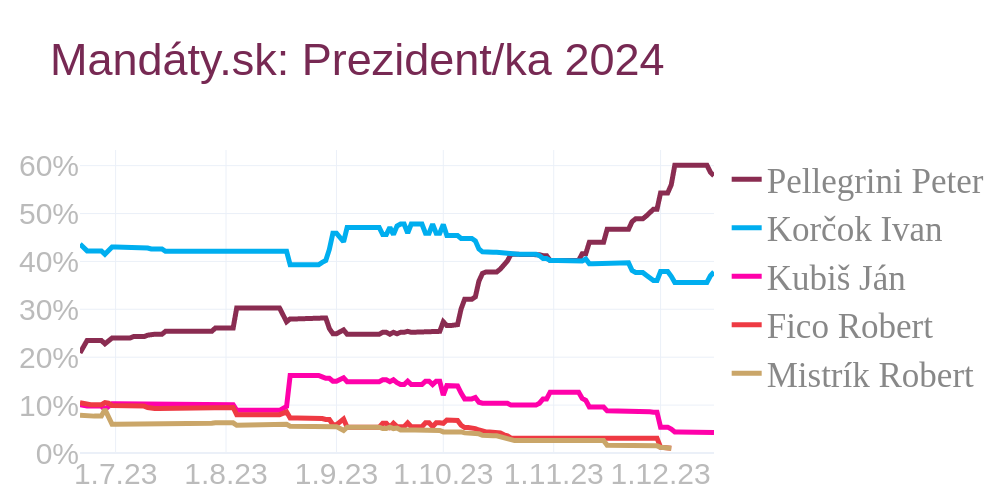 Mandáty.sk: Prezident/ka 2024
60%
50%
40%
30%
20%
10%
0%
1.7.23 1.8.23 1.9.23 1.10.23 1.11.23 1.12.23
Pellegrini Peter
Korčok Ivan
Kubiš Ján
Fico Robert
Mistrík Robert